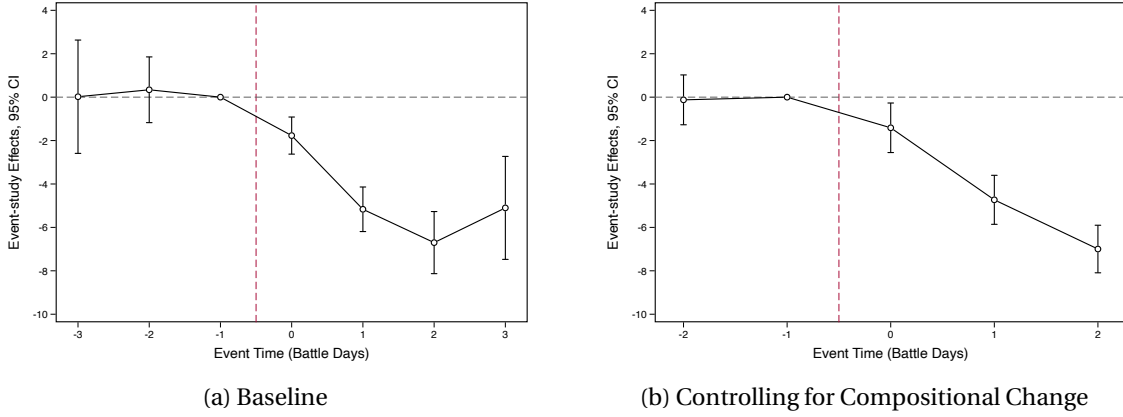 4
2
0
-2
-4
-6
-8
-10
Event-study Effects, 95% CI
-3 -2 -1 0 1 2 3
Event Time (Battle Days)
(a) Baseline
4
2
0
-2
-4
-6
-8
-10
Event-study Effects, 95% CI
-2 -1 0 1 2
Event Time (Battle Days)
(b) Controlling for Compositional Change